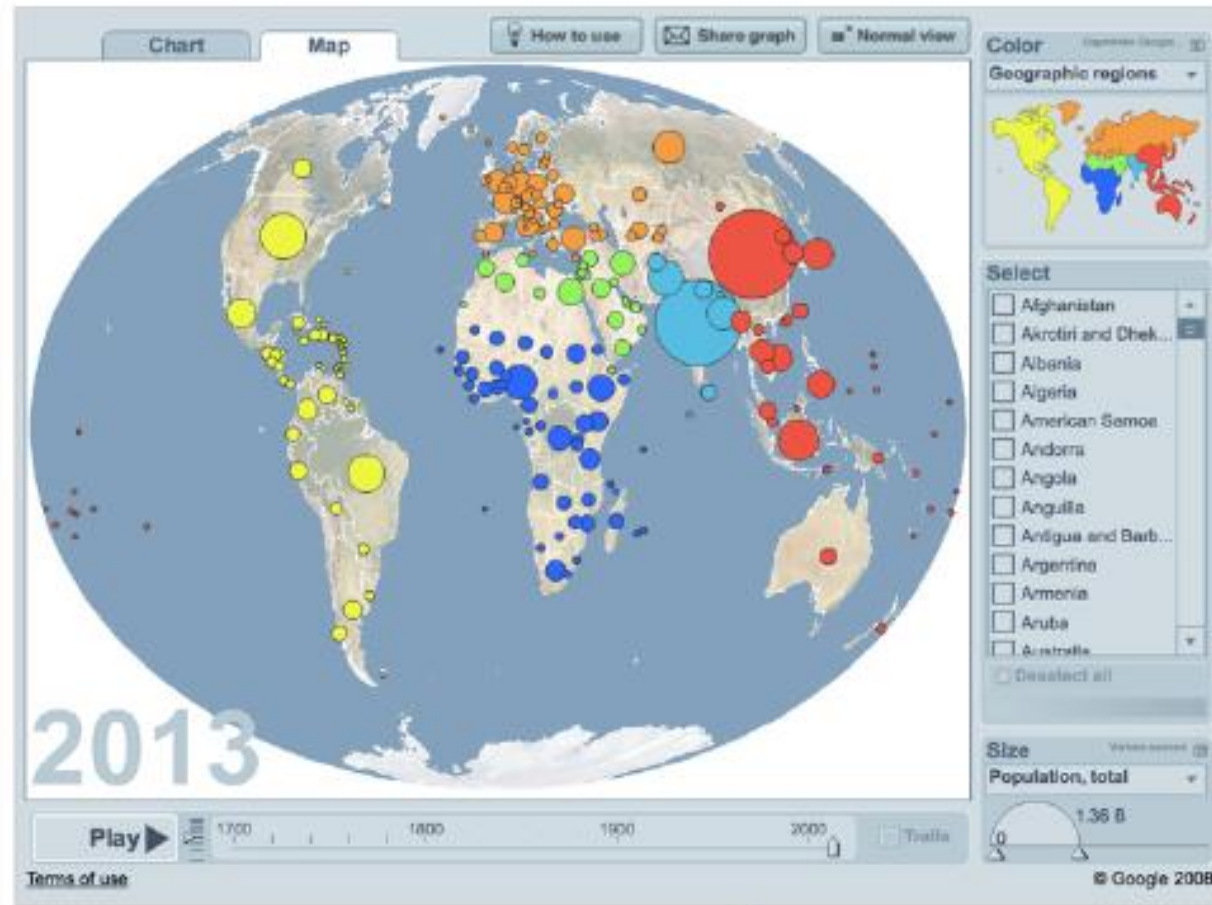 Chart
Map
How to use
Share graph
Normal view
Color
Geographic regions
Select
Afghanistan
Akrotiri and Dhek...
Albania
Algeria
American Samoa
Andorra
Angola
Anguilla
Antigua and Barb...
Argentina
Armenia
Aruba
Australia
Deselect all
2013
Size
Population, total
1.36 B
0
Play
1700
1800
1900
2000
Trails
Terms of use
© Google 2008